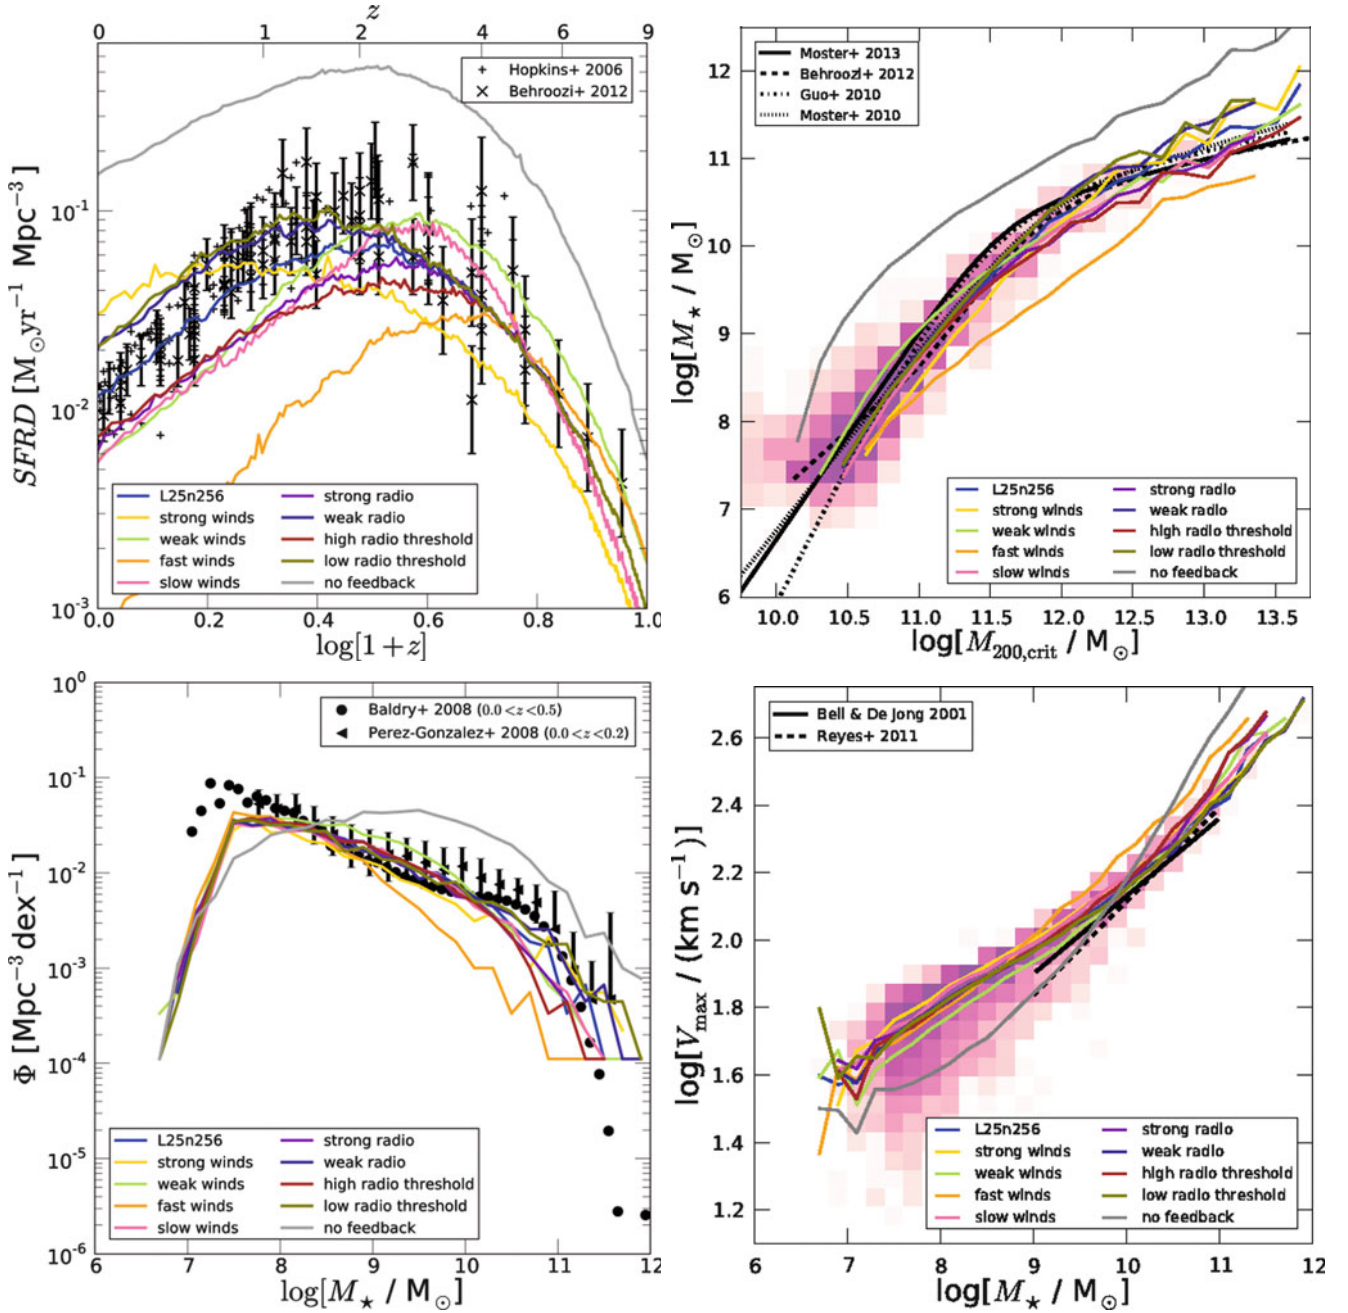 z
0 1 2 4 6 9
Hopkins+ 2006
Behroozi+ 2012
SFRD [M⊙yr−1 Mpc−3]
10−1
10−2
10−3
L25n256
strong winds
weak winds
fast winds
slow winds
strong radio
weak radio
high radio threshold
low radio threshold
no feedback
0.0 0.2 0.4 0.6 0.8 1.0
log[1+z]
Moster+ 2013
Behroozi+ 2012
Guo+ 2010
Moster+ 2010
log[M⋆ / M⊙]
12
11
10
9
8
7
6
L25n256
strong winds
weak winds
fast winds
slow winds
strong radio
weak radio
high radio threshold
low radio threshold
no feedback
10.0 10.5 11.0 11.5 12.0 12.5 13.0 13.5
log[M200,crit / M⊙]
Baldry+ 2008 (0.0<z<0.5)
Perez-Gonzalez+ 2008 (0.0<z<0.2)
Φ [Mpc−3 dex−1]
100
10−1
10−2
10−3
10−4
10−5
10−6
L25n256
strong winds
weak winds
fast winds
slow winds
strong radio
weak radio
high radio threshold
low radio threshold
no feedback
6 7 8 9 10 11 12
log[M⋆ / M⊙]
Bell & De Jong 2001
Reyes+ 2011
log[Vmax / (km s−1)]
2.6
2.4
2.2
2.0
1.8
1.6
1.4
1.2
L25n256
strong winds
weak winds
fast winds
slow winds
strong radio
weak radio
high radio threshold
low radio threshold
no feedback
6 7 8 9 10 11 12
log[M⋆ / M⊙]